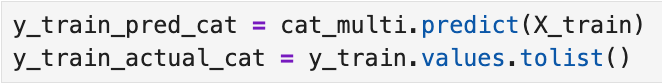 y_train_pred_cat = cat_multi.predict(X_train)
y_train_actual_cat = y_train.values.tolist()